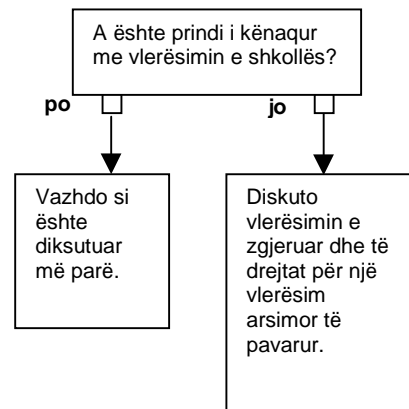 A është prindi i kënaqur
me vlerësimin e shkollës?
po
jo
Vazhdo si
është
diksutuar
më parë.
Diskuto
vlerësimin e
zgjeruar dhe të
drejtat për një
vlerësim
arsimor të
pavarur.